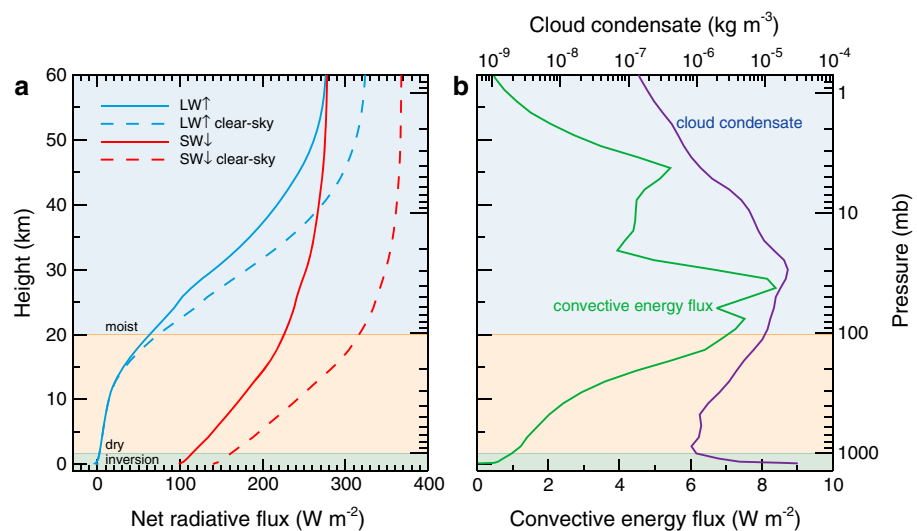 Cloud condensate (kg m-3)
10-9 10-8 10-7 10-6 10-5 10-4
a
60
50
40
30
20
10
0
Height (km)
LW↑
LW↑ clear-sky
SW↓
SW↓ clear-sky
moist
dry
inversion
0 100 200 300 400
Net radiative flux (W m-2)
b
cloud condensate
convective energy flux
1
10
100
1000
Pressure (mb)
0 2 4 6 8 10
Convective energy flux (W m-2)